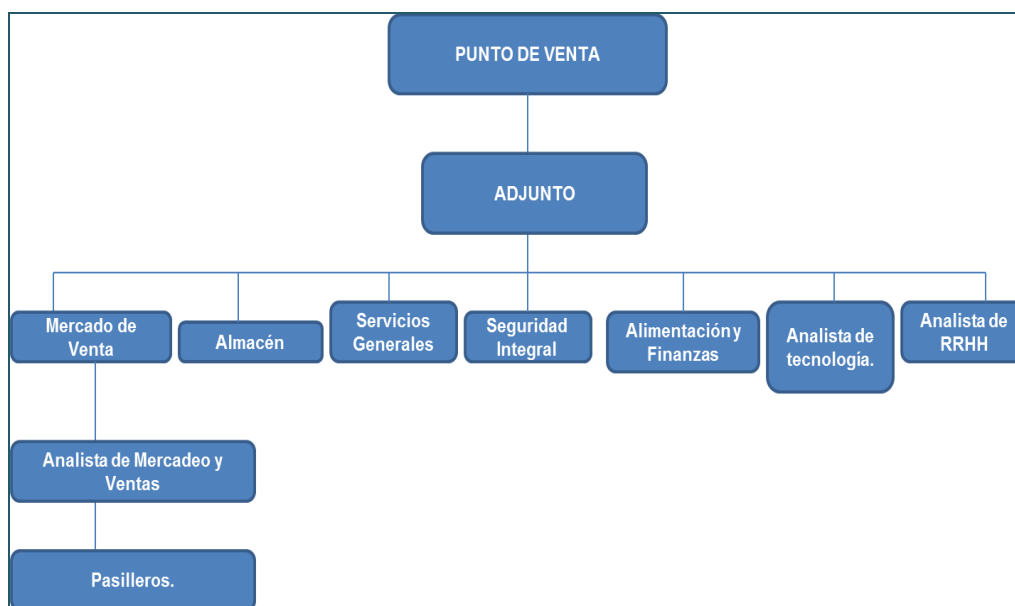 PUNTO DE VENTA
ADJUNTO
Mercado de
Venta
Almacén
Servicios
Generales
Seguridad
Integral
Alimentación y
Finanzas
Analista de
tecnología.
Analista de
RRHH
Analista de Mercadeo y
Ventas
Pasilleros.